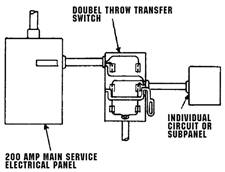 DOUBEL THROW TRANSFER
SWITCH
INDIVIDUAL
CIRCUIT OR
SUBPANEL
200 AMP MAIN SERVICE
ELECTRICAL PANEL